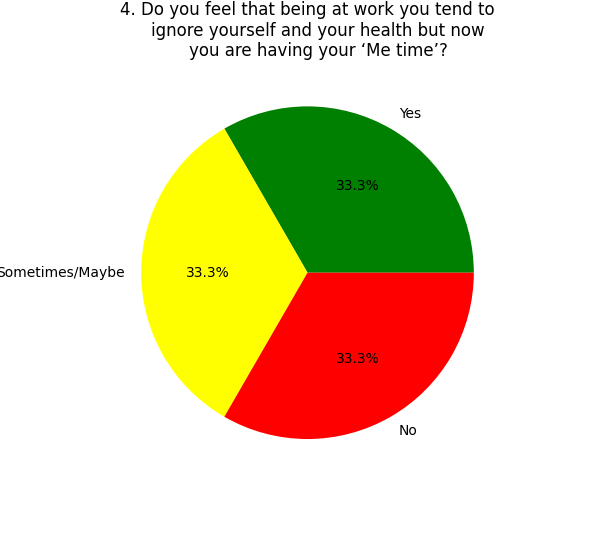 4. Do you feel that being at work you tend to
ignore yourself and your health but now
you are having your ‘Me time’?
Yes
33.3%
Sometimes/Maybe
33.3%
33.3%
No